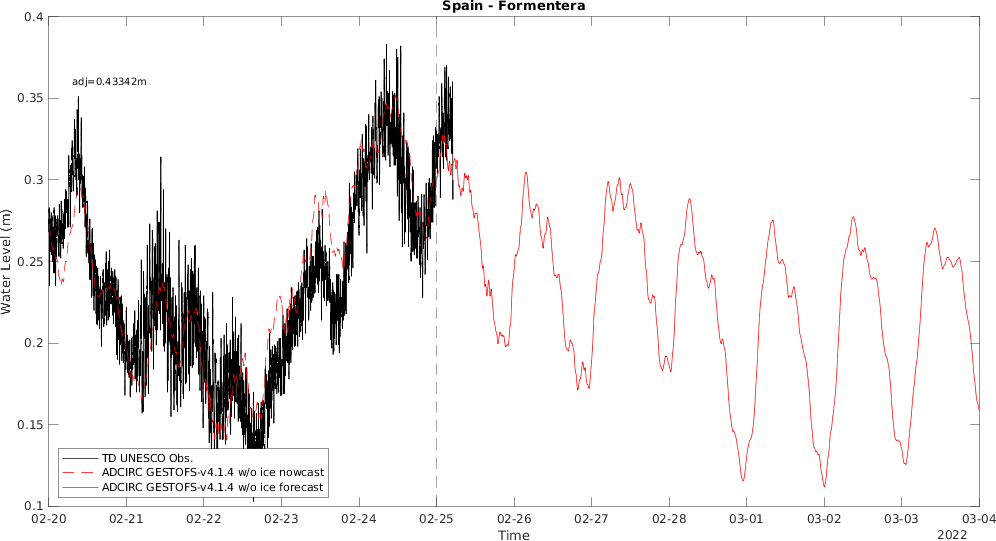 Spain - Formentera
0.4
adj=0.43342m
0.35
0.3
0.25
0.2
0.15
0.1
Water Level (m)
TD UNESCO Obs.
ADCIRC GESTOFS-v4.1.4 w/o ice nowcast
ADCIRC GESTOFS-v4.1.4 w/o ice forecast
02-20 02-21 02-22 02-23 02-24 02-25 02-26 02-27 02-28 03-01 03-02 03-03 03-04
Time
2022